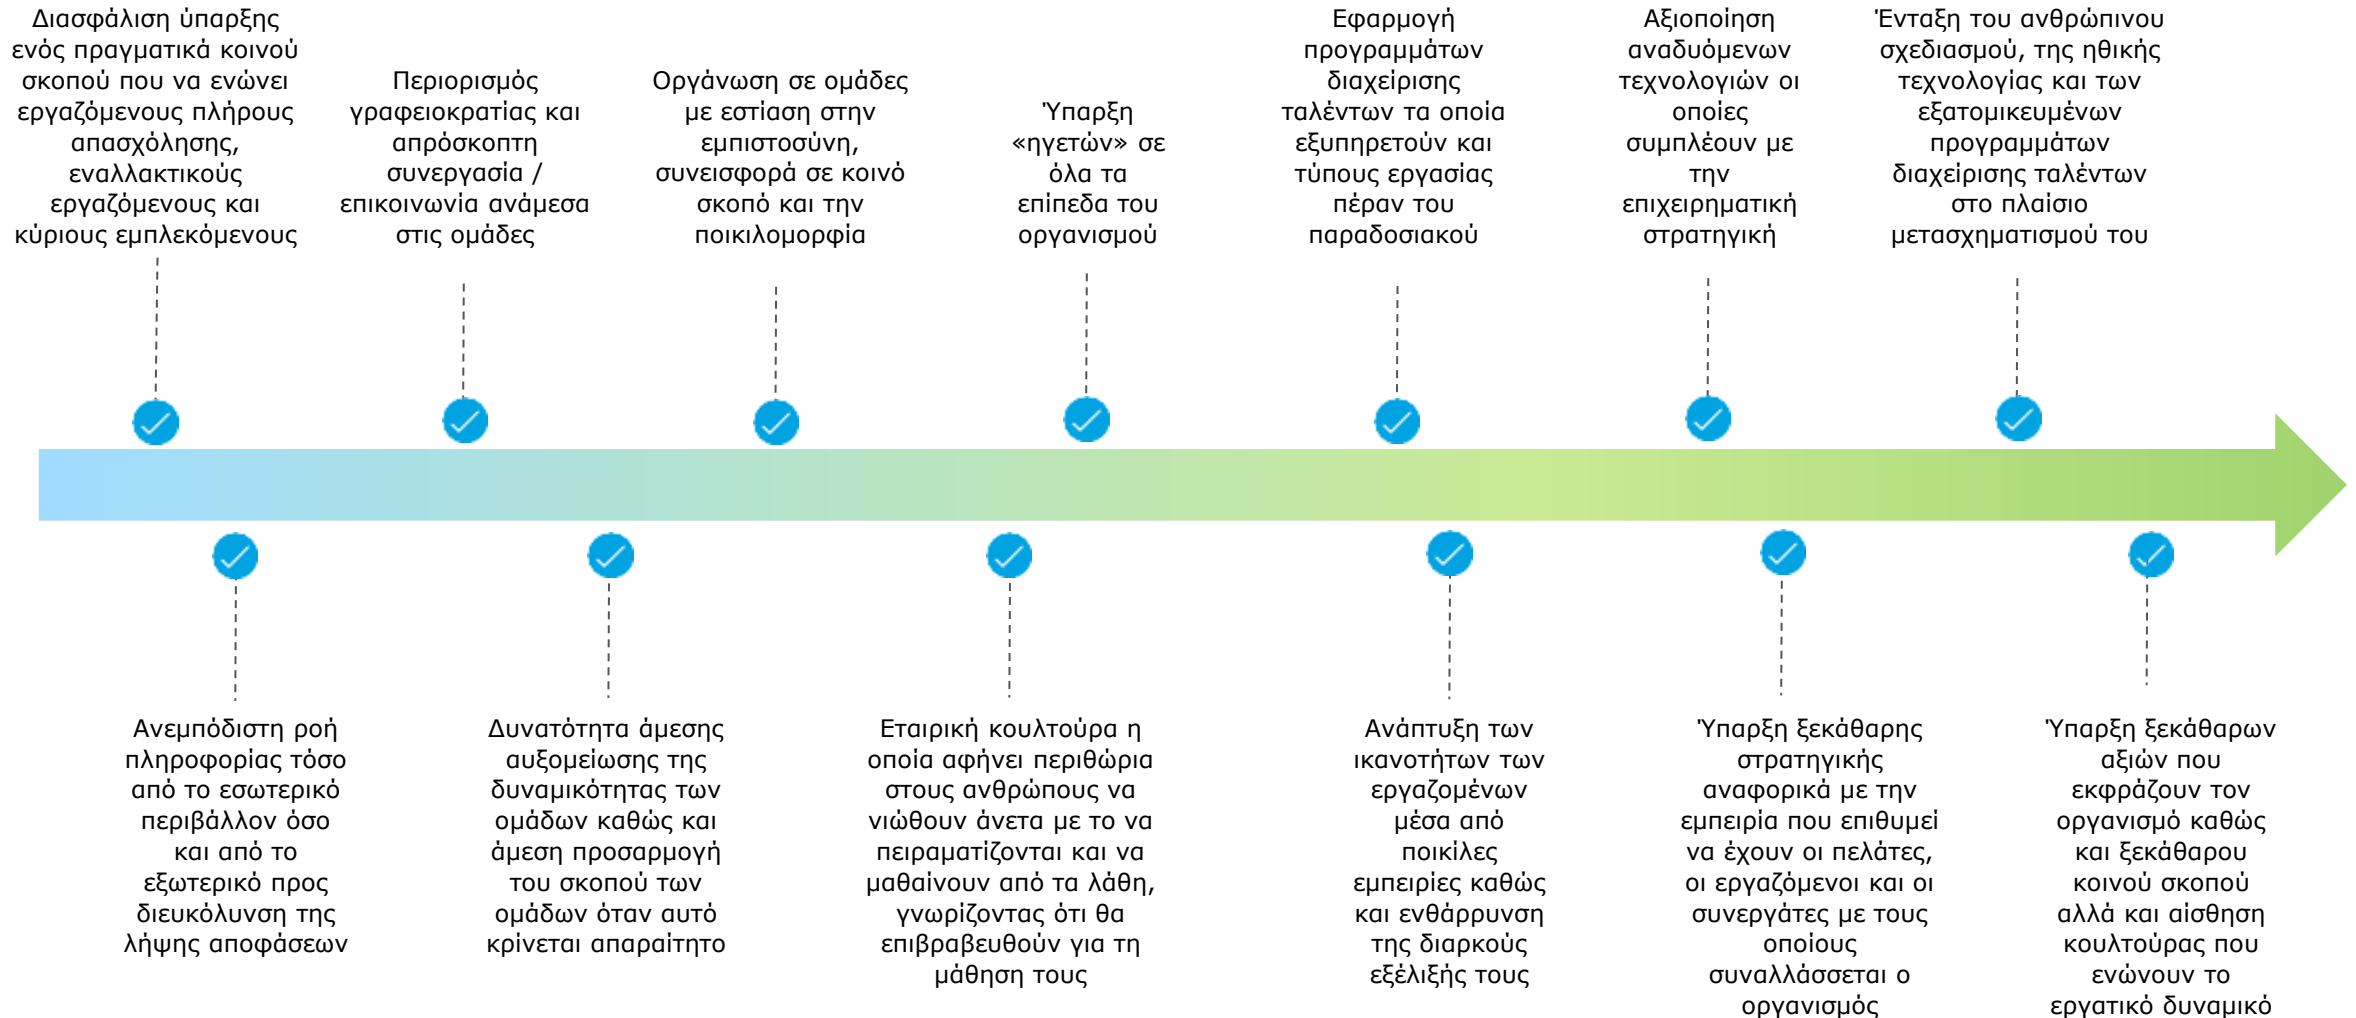 Διασφάλιση ύπαρξης
ενός πραγματικά κοινού
σκοπού που να ενώνει
εργαζόμενους πλήρους
απασχόλησης,
εναλλακτικούς
εργαζόμενους και
κύριους εμπλεκόμενους
Περιορισμός
γραφειοκρατίας και
απρόσκοπτη
συνεργασία /
επικοινωνία ανάμεσα
στις ομάδες
Οργάνωση σε ομάδες
με εστίαση στην
εμπιστοσύνη,
συνεισφορά σε κοινό
σκοπό και την
ποικιλομορφία
Ύπαρξη
«ηγετών» σε
όλα τα
επίπεδα του
οργανισμού
Εφαρμογή
προγραμμάτων
διαχείρισης
ταλέντων τα οποία
εξυπηρετούν και
τύπους εργασίας
πέραν του
παραδοσιακού
Αξιοποίηση
αναδυόμενων
τεχνολογιών οι
οποίες
συμπλέουν με
την
επιχειρηματική
στρατηγική
Ένταξη του ανθρώπινου
σχεδιασμού, της ηθικής
τεχνολογίας και των
εξατομικευμένων
προγραμμάτων
διαχείρισης ταλέντων
στο πλαίσιο
μετασχηματισμού του
Ανεμπόδιστη ροή
πληροφορίας τόσο
από το εσωτερικό
περιβάλλον όσο
και από το
εξωτερικό προς
διευκόλυνση της
λήψης αποφάσεων
Δυνατότητα άμεσης
αυξομείωσης της
δυναμικότητας των
ομάδων καθώς και
άμεση προσαρμογή
του σκοπού των
ομάδων όταν αυτό
κρίνεται απαραίτητο
Εταιρική κουλτούρα η
οποία αφήνει περιθώρια
στους ανθρώπους να
νιώθουν άνετα με το να
πειραματίζονται και να
μαθαίνουν από τα λάθη,
γνωρίζοντας ότι θα
επιβραβευθούν για τη
μάθηση τους
Ανάπτυξη των
ικανοτήτων των
εργαζομένων
μέσα από
ποικίλες
εμπειρίες καθώς
και ενθάρρυνση
της διαρκούς
εξέλιξής τους
Ύπαρξη ξεκάθαρης
στρατηγικής
αναφορικά με την
εμπειρία που επιθυμεί
να έχουν οι πελάτες,
οι εργαζόμενοι και οι
συνεργάτες με τους
οποίους
συναλλάσσεται ο
οργανισμός
Ύπαρξη ξεκάθαρων
αξιών που
εκφράζουν τον
οργανισμό καθώς
και ξεκάθαρου
κοινού σκοπού
αλλά και αίσθηση
κουλτούρας που
ενώνουν το
εργατικό δυναμικό